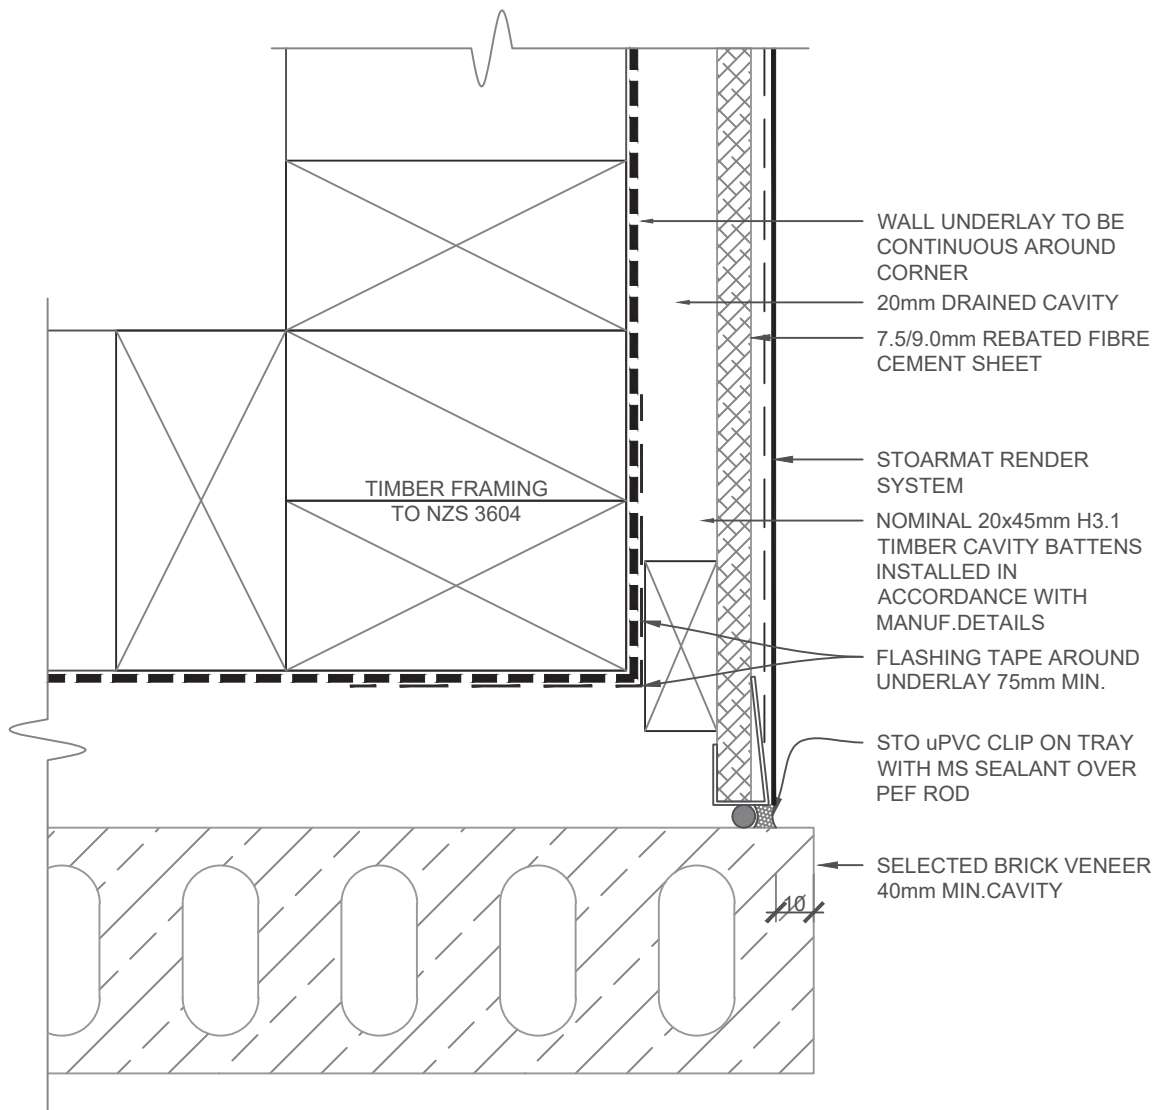 WALL UNDERLAY TO BE
CONTINUOUS AROUND
CORNER
20mm DRAINED CAVITY
7.5/9.0mm REBATED FIBRE
CEMENT SHEET
STOARMAT RENDER
SYSTEM
TIMBER FRAMING
TO NZS 3604
NOMINAL 20x45mm H3.1
TIMBER CAVITY BATTENS
INSTALLED IN
ACCORDANCE WITH
MANUF.DETAILS
FLASHING TAPE AROUND
UNDERLAY 75mm MIN.
STO uPVC CLIP ON TRAY
WITH MS SEALANT OVER
PEF ROD
SELECTED BRICK VENEER
40mm MIN.CAVITY
10